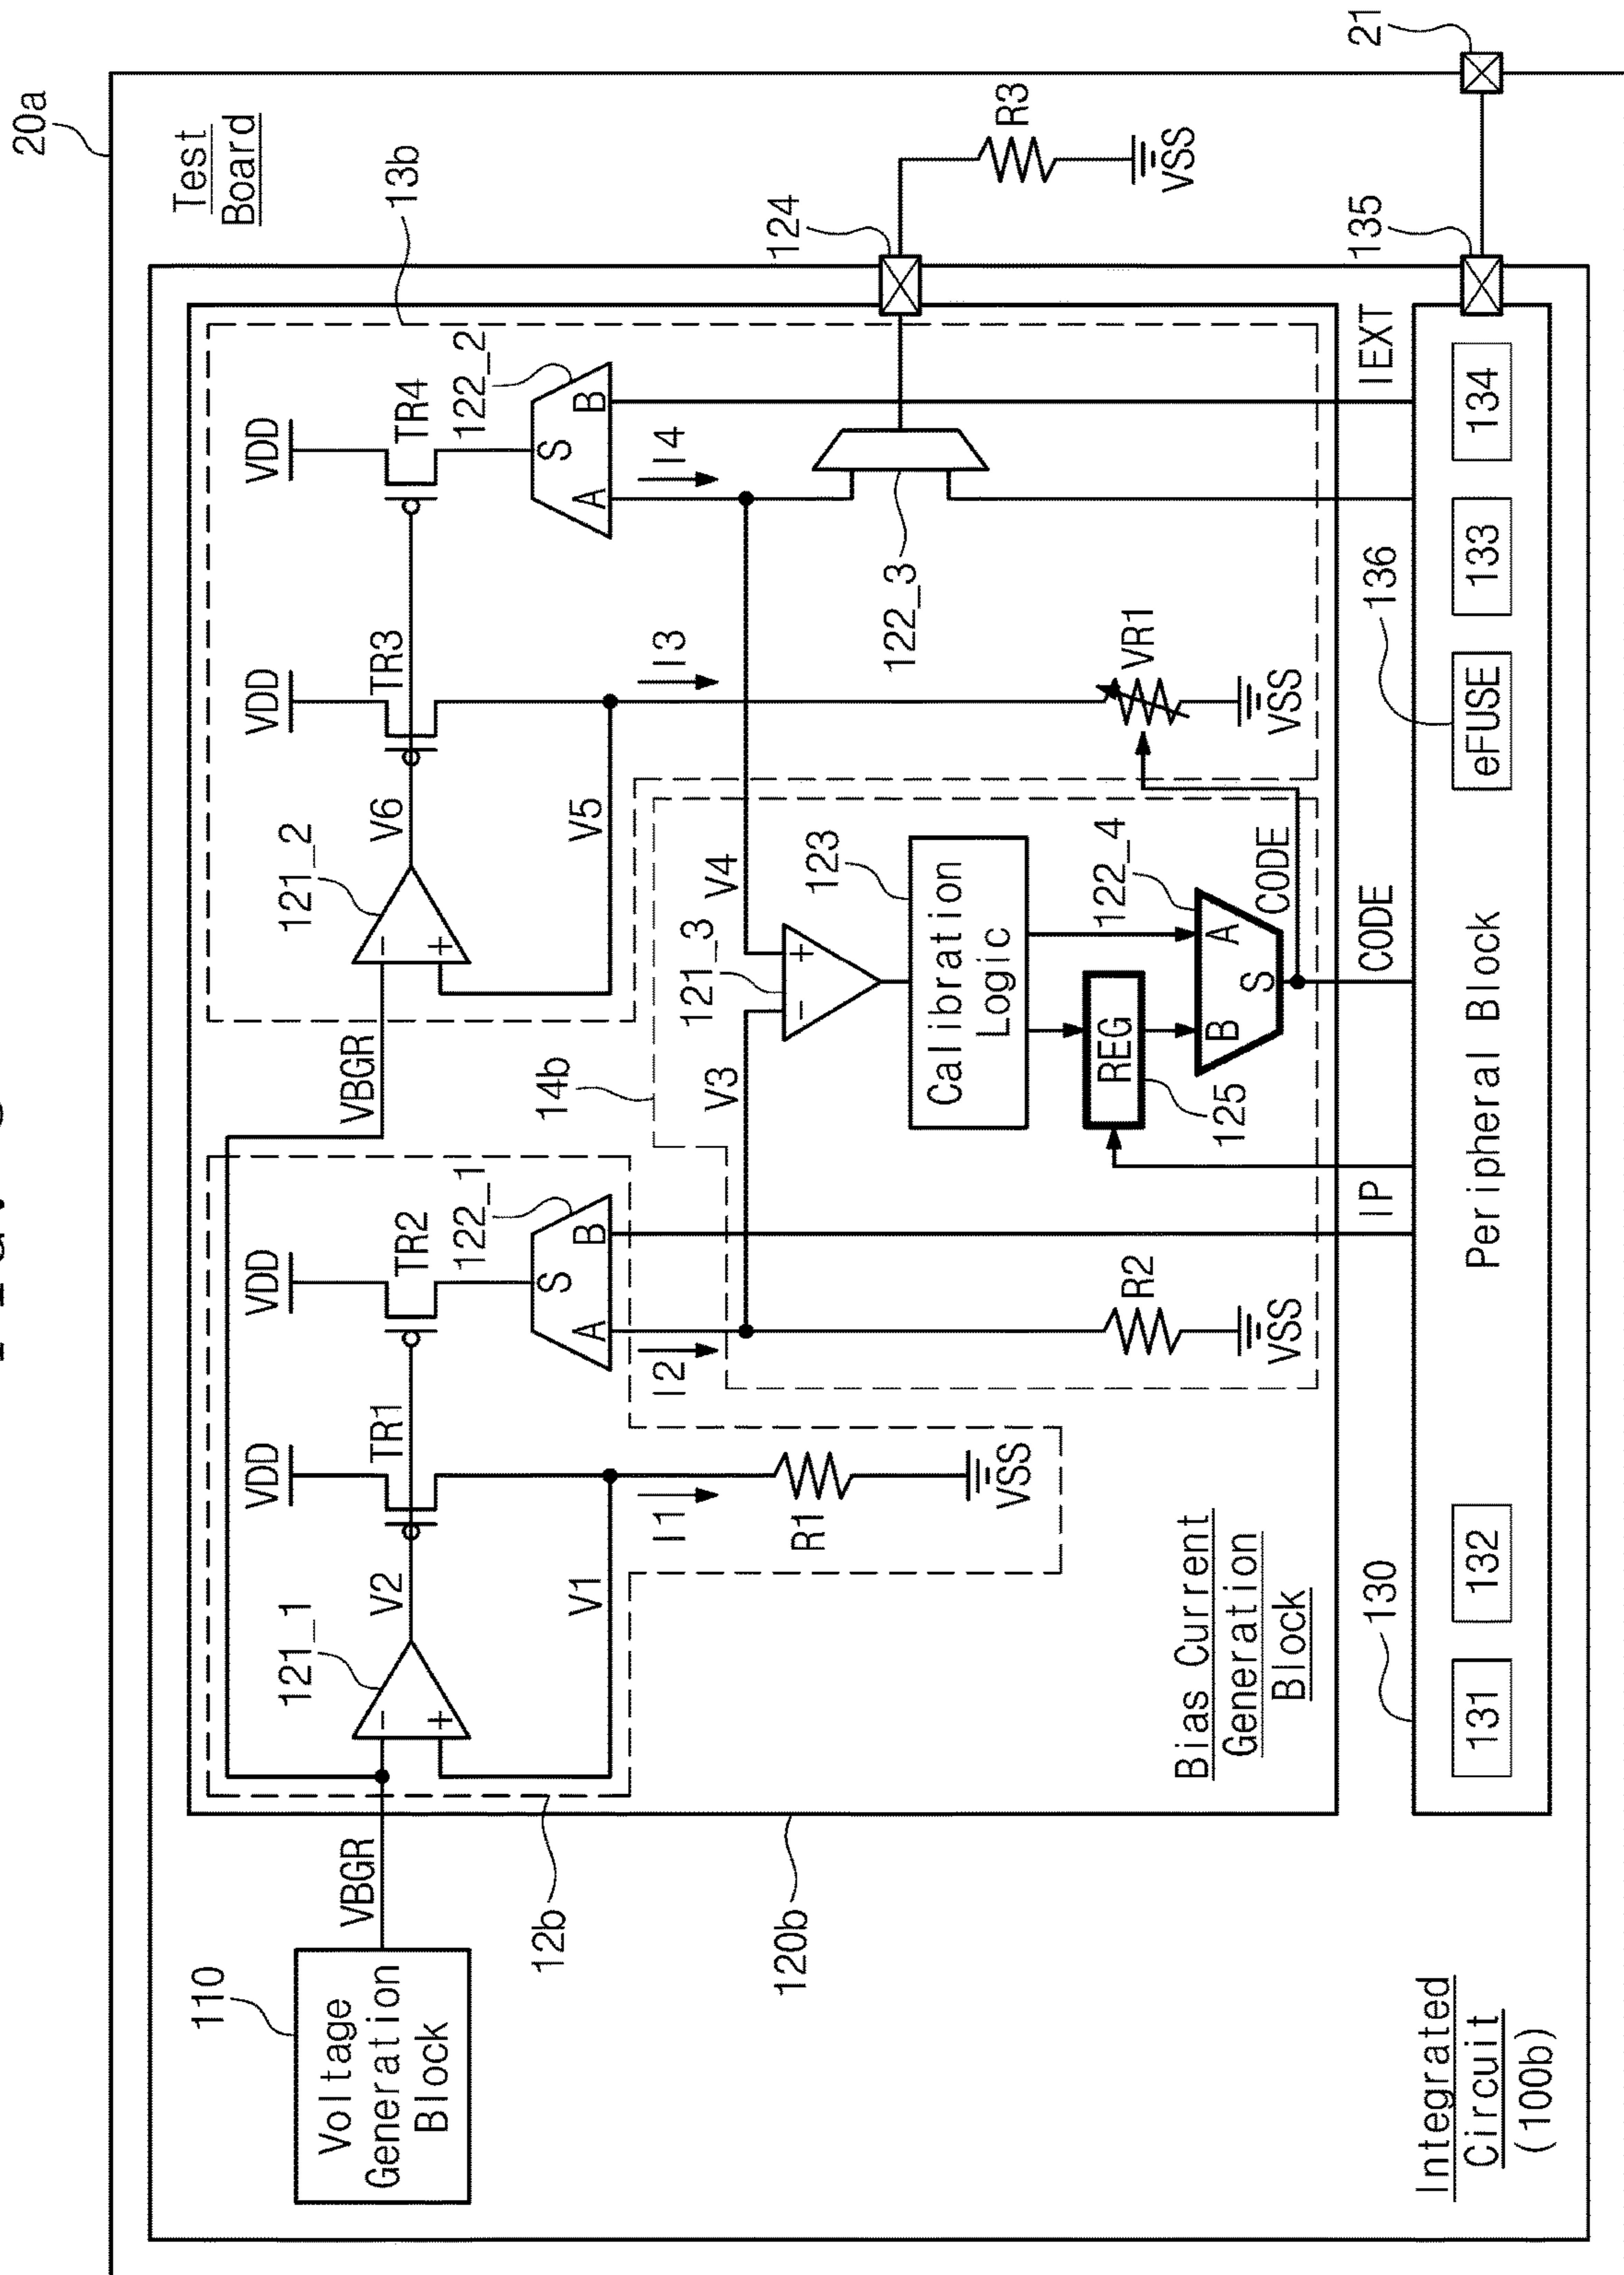 20a
Test
Board
110
Voltage
Generation
Block
VBGR
12b
121_1
V2
V1
VDD
TR1
I1
R1
VSS
VDD
TR2
122_1
S
A
B
I2
R2
VSS
VBGR
13b
121_2
V6
V5
VDD
TR3
I3
VR1
VSS
VDD
TR4
122_2
S
A
B
I4
122_3
124
R3
VSS
14b
V3
V4
121_3
123
Calibration
Logic
REG
125
122_4
B
A
S
CODE
120b
Bias Current
Generation
Block
IP
CODE
IEXT
130
131
132
Peripheral Block
136
eFUSE
133
134
135
21
Integrated
Circuit
(100b)